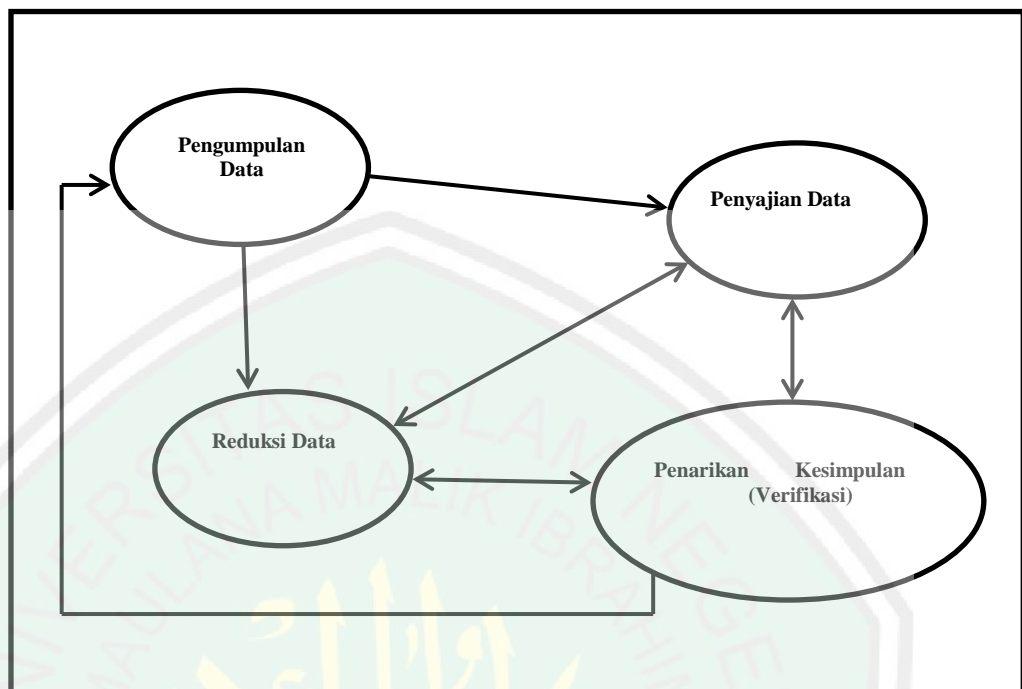 Pengumpulan
Data
Penyajian Data
Reduksi Data
Penarikan Kesimpulan
(Verifikasi)